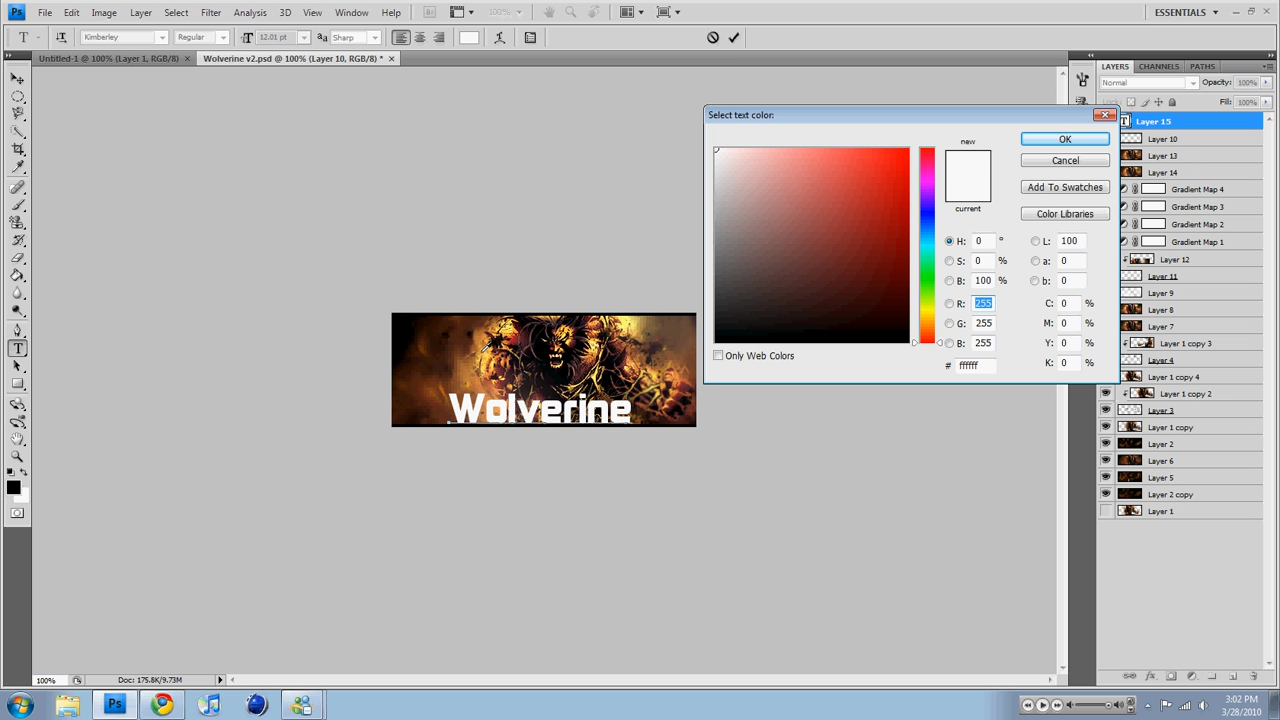 Ps File Edit Image Layer Select Filter Analysis 3D View Window Help Br 100% ESSENTIALS
T Kimberley Regular 12.01 pt aa Sharp
Untitled-1 @ 100% (Layer 1, RGB/8) × Wolverine v2.psd @ 100% (Layer 10, RGB/8) * ×
LAYERS CHANNELS PATHS
Normal Opacity: 100%
Fill: 100%
Select text color:
new
current
OK
Cancel
Add To Swatches
Color Libraries
H: 0 ° L: 100
S: 0 % a: 0
B: 100 % b: 0
R: 255 C: 0 %
G: 255 M: 0 %
B: 255 Y: 0 %
# ffffff K: 0 %
Only Web Colors
T Layer 15
Layer 10
Layer 13
Layer 14
Gradient Map 4
Gradient Map 3
Gradient Map 2
Gradient Map 1
Layer 12
Layer 11
Layer 9
Layer 8
Layer 7
Layer 1 copy 3
Layer 4
Layer 1 copy 4
Layer 1 copy 2
Layer 3
Layer 1 copy
Layer 2
Layer 6
Layer 5
Layer 2 copy
Layer 1
Wolverine
100% Doc: 175.8K/9.73M
Ps
3:02 PM
3/28/2010